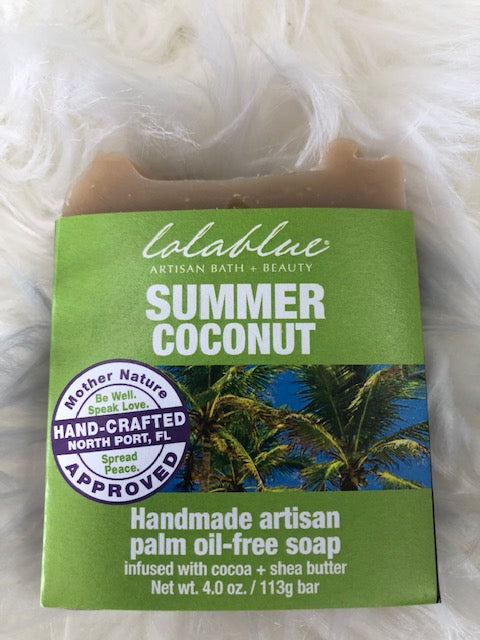 lolablue®
ARTISAN BATH + BEAUTY
SUMMER
COCONUT
Mother Nature
Be Well.
Speak Love.
HAND-CRAFTED
NORTH PORT, FL
Spread
Peace.
APPROVED
Handmade artisan
palm oil-free soap
infused with cocoa + shea butter
Net wt. 4.0 oz. / 113g bar